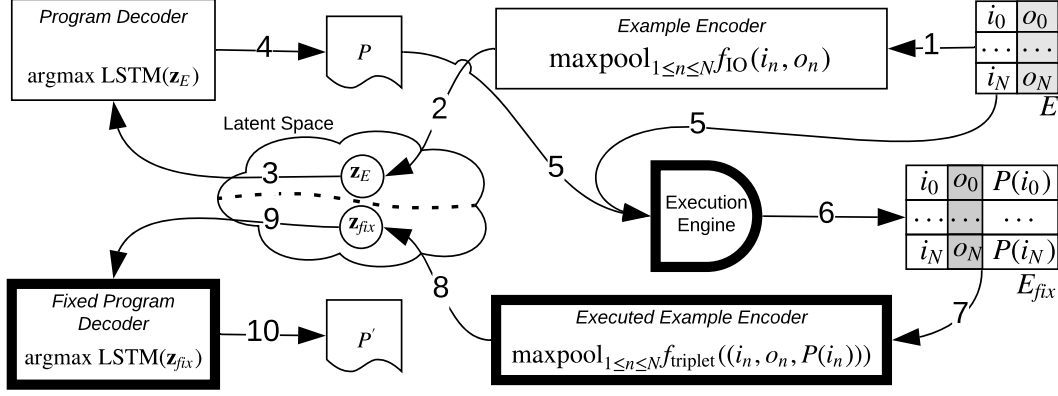 Program Decoder
argmax LSTM(z_E)
4
P
Example Encoder
maxpool_{1≤n≤N} f_IO(i_n, o_n)
1
i_0 o_0
... ...
i_N o_N
E
2
Latent Space
5
3
z_E
5
Execution
Engine
6
i_0 o_0 P(i_0)
... ... ...
i_N o_N P(i_N)
E_fix
9
z_fix
8
7
Fixed Program
Decoder
argmax LSTM(z_fix)
10
P'
Executed Example Encoder
maxpool_{1≤n≤N} f_triplet((i_n, o_n, P(i_n)))